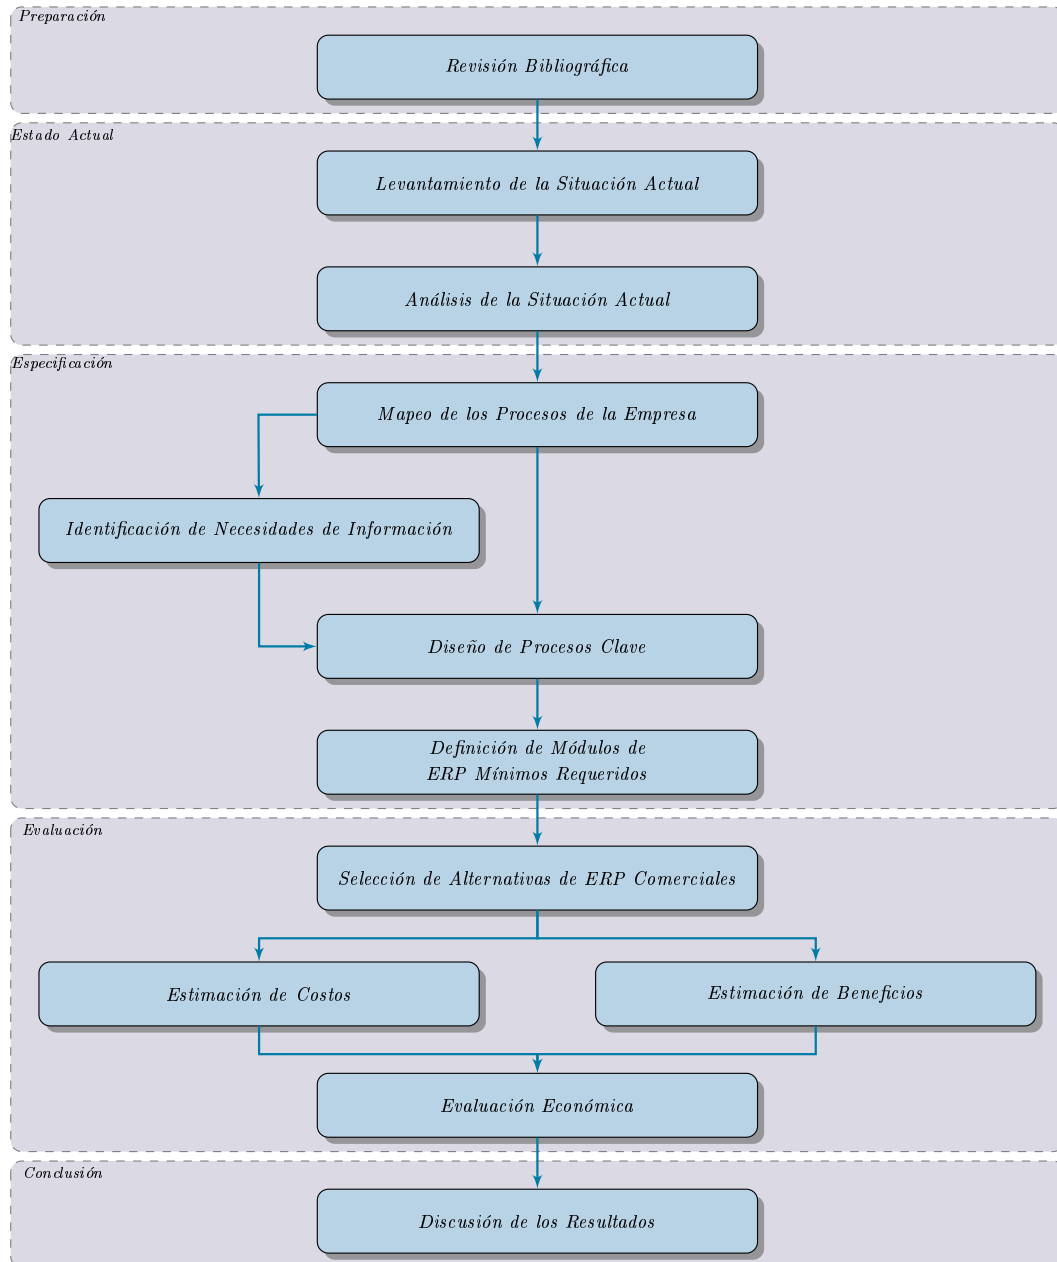 Preparación
Revisión Bibliográfica
Estado Actual
Levantamiento de la Situación Actual
Análisis de la Situación Actual
Especificación
Mapeo de los Procesos de la Empresa
Identificación de Necesidades de Información
Diseño de Procesos Clave
Definición de Módulos de
ERP Mínimos Requeridos
Evaluación
Selección de Alternativas de ERP Comerciales
Estimación de Costos
Estimación de Beneficios
Evaluación Económica
Conclusión
Discusión de los Resultados